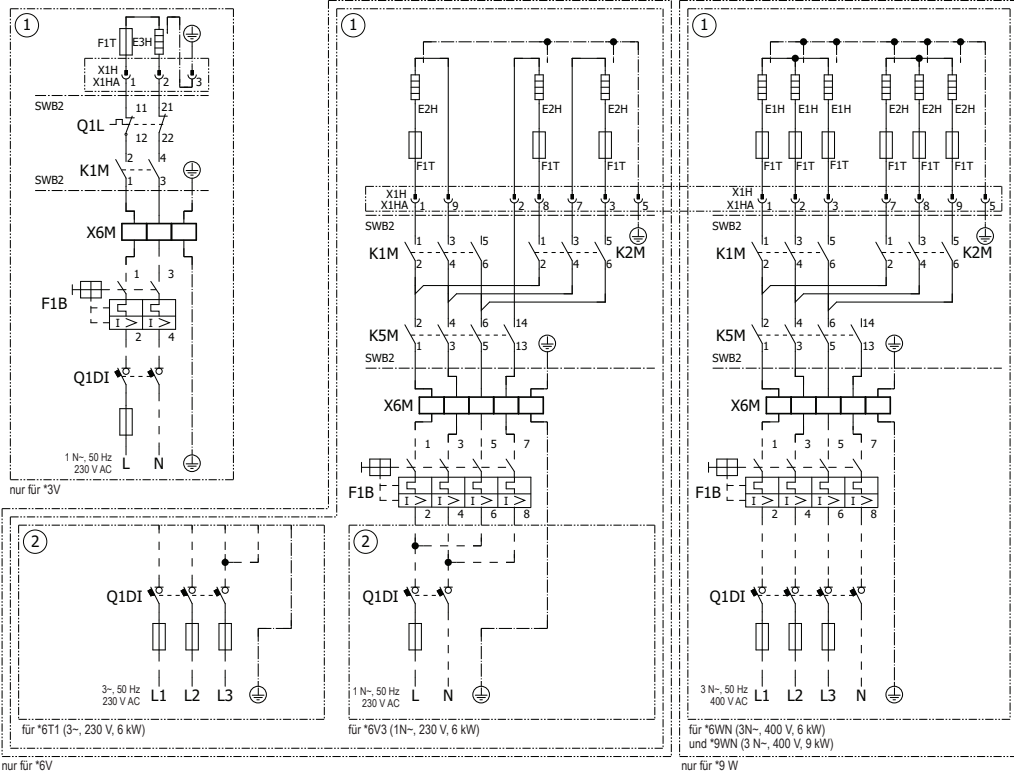 1
F1T E3H
X1H
X1HA 1 2 3
SWB2
11 21
Q1L
12 22
2 4
K1M
1 3
SWB2
X6M
1 3
F1B
I > I >
2 4
Q1DI
1 N~, 50 Hz
230 V AC
L N
nur für *3V
1
E2H E2H E2H
F1T F1T F1T
X1H
X1HA 1 9 2 8 7 3 5
SWB2
1 3 5 1 3 5
K1M K2M
2 4 6 2 4 6
2 4 6 14
K5M
1 3 5 13
SWB2
X6M
1 3 5 7
F1B
I > I > I > I >
2 4 6 8
2
Q1DI
3~, 50 Hz
230 V AC
L1 L2 L3
für *6T1 (3~, 230 V, 6 kW)
2
Q1DI
1 N~, 50 Hz
230 V AC
L N
für *6V3 (1N~, 230 V, 6 kW)
nur für *6V
1
E1H E1H E1H E2H E2H E2H
F1T F1T F1T F1T F1T F1T
X1H
X1HA 1 2 3 7 8 9 5
SWB2
1 3 5 1 3 5
K1M K2M
2 4 6 2 4 6
2 4 6 14
K5M
1 3 5 13
SWB2
X6M
1 3 5 7
F1B
I > I > I > I >
2 4 6 8
Q1DI
3 N~, 50 Hz
400 V AC
L1 L2 L3 N
für *6WN (3N~, 400 V, 6 kW)
und *9WN (3 N~, 400 V, 9 kW)
nur für *9 W